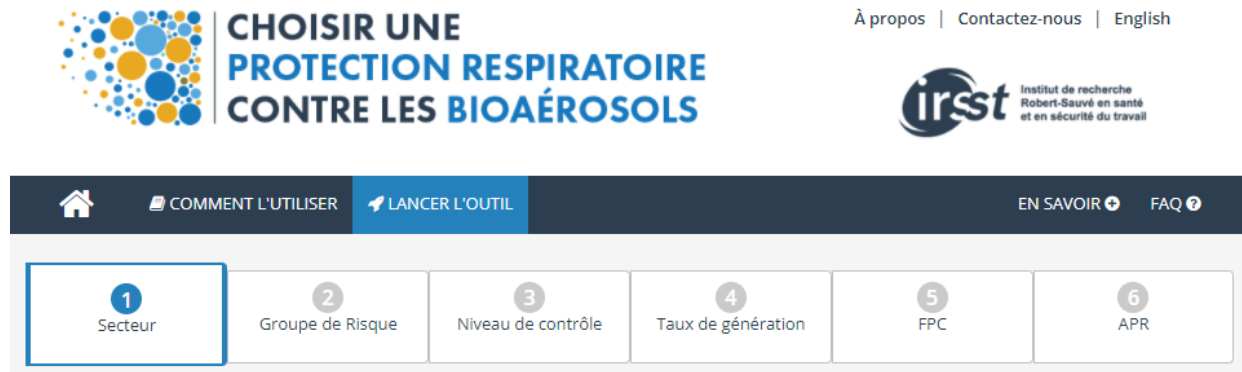 CHOISIR UNE
PROTECTION RESPIRATOIRE
CONTRE LES BIOAÉROSOLS
À propos | Contactez-nous | English
irsst
Institut de recherche
Robert-Sauvé en santé
et en sécurité du travail
COMMENT L'UTILISER LANCER L'OUTIL EN SAVOIR + FAQ ?
1 2 3 4 5 6
Secteur Groupe de Risque Niveau de contrôle Taux de génération FPC APR